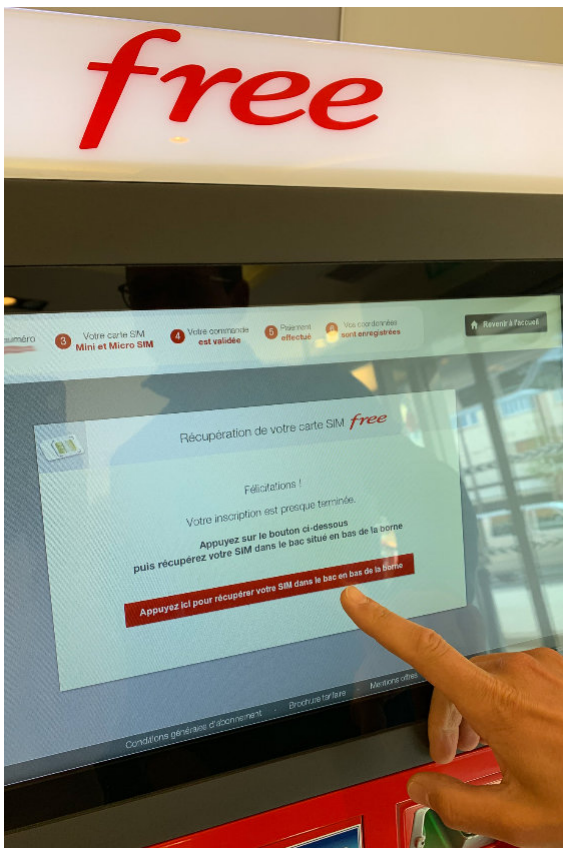 free
numéro
3 Votre carte SIM
Mini et Micro SIM
4 Votre commande
est validée
5 Paiement
effectué
6 Vos coordonnées
sont enregistrées
Revenir à l'accueil
Récupération de votre carte SIM free
Félicitations !
Votre inscription est presque terminée.
Appuyez sur le bouton ci-dessous
puis récupérez votre SIM dans le bac situé en bas de la borne
Appuyez ici pour récupérer votre SIM dans le bac en bas de la borne
Conditions générales d'abonnement - Brochure tarifaire - Mentions offres